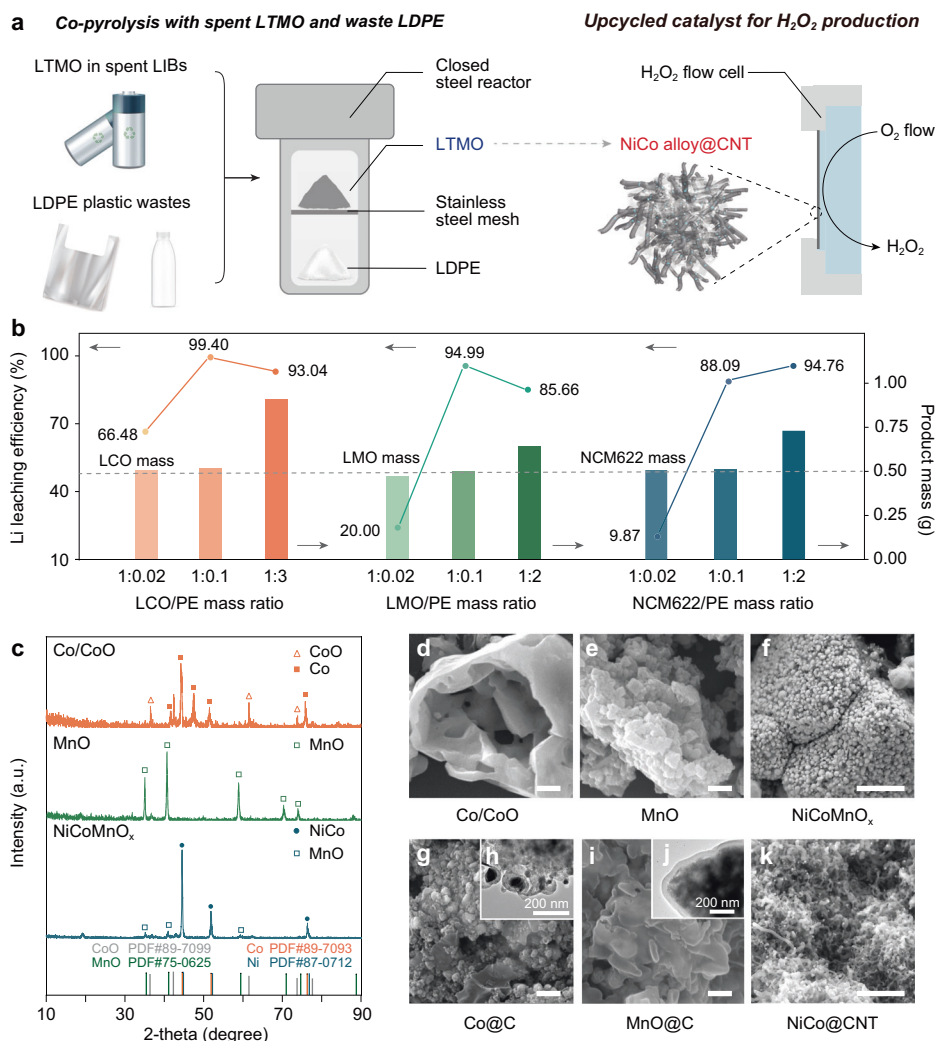 a
Co-pyrolysis with spent LTMO and waste LDPE
Upcycled catalyst for H₂O₂ production
LTMO in spent LIBs
LDPE plastic wastes
Closed
steel reactor
LTMO
Stainless
steel mesh
LDPE
NiCo alloy@CNT
H₂O₂ flow cell
O₂ flow
H₂O₂
b
Li leaching efficiency (%)
100
70
40
10
66.48
99.40
93.04
LCO mass
20.00
94.99
85.66
LMO mass
9.87
88.09
94.76
NCM622 mass
1.00
0.75
0.50
0.25
0.00
Product mass (g)
1:0.02 1:0.1 1:3
LCO/PE mass ratio
1:0.02 1:0.1 1:2
LMO/PE mass ratio
1:0.02 1:0.1 1:2
NCM622/PE mass ratio
c
Intensity (a.u.)
Co/CoO
CoO
Co
MnO
MnO
NiCoMnOₓ
NiCo
MnO
CoO PDF#89-7099
Co PDF#89-7093
MnO PDF#75-0625
Ni PDF#87-0712
10 20 30 40 50 60 70 80 90
2-theta (degree)
d
Co/CoO
e
MnO
f
NiCoMnOₓ
g
h
200 nm
Co@C
i
j
200 nm
MnO@C
k
NiCo@CNT